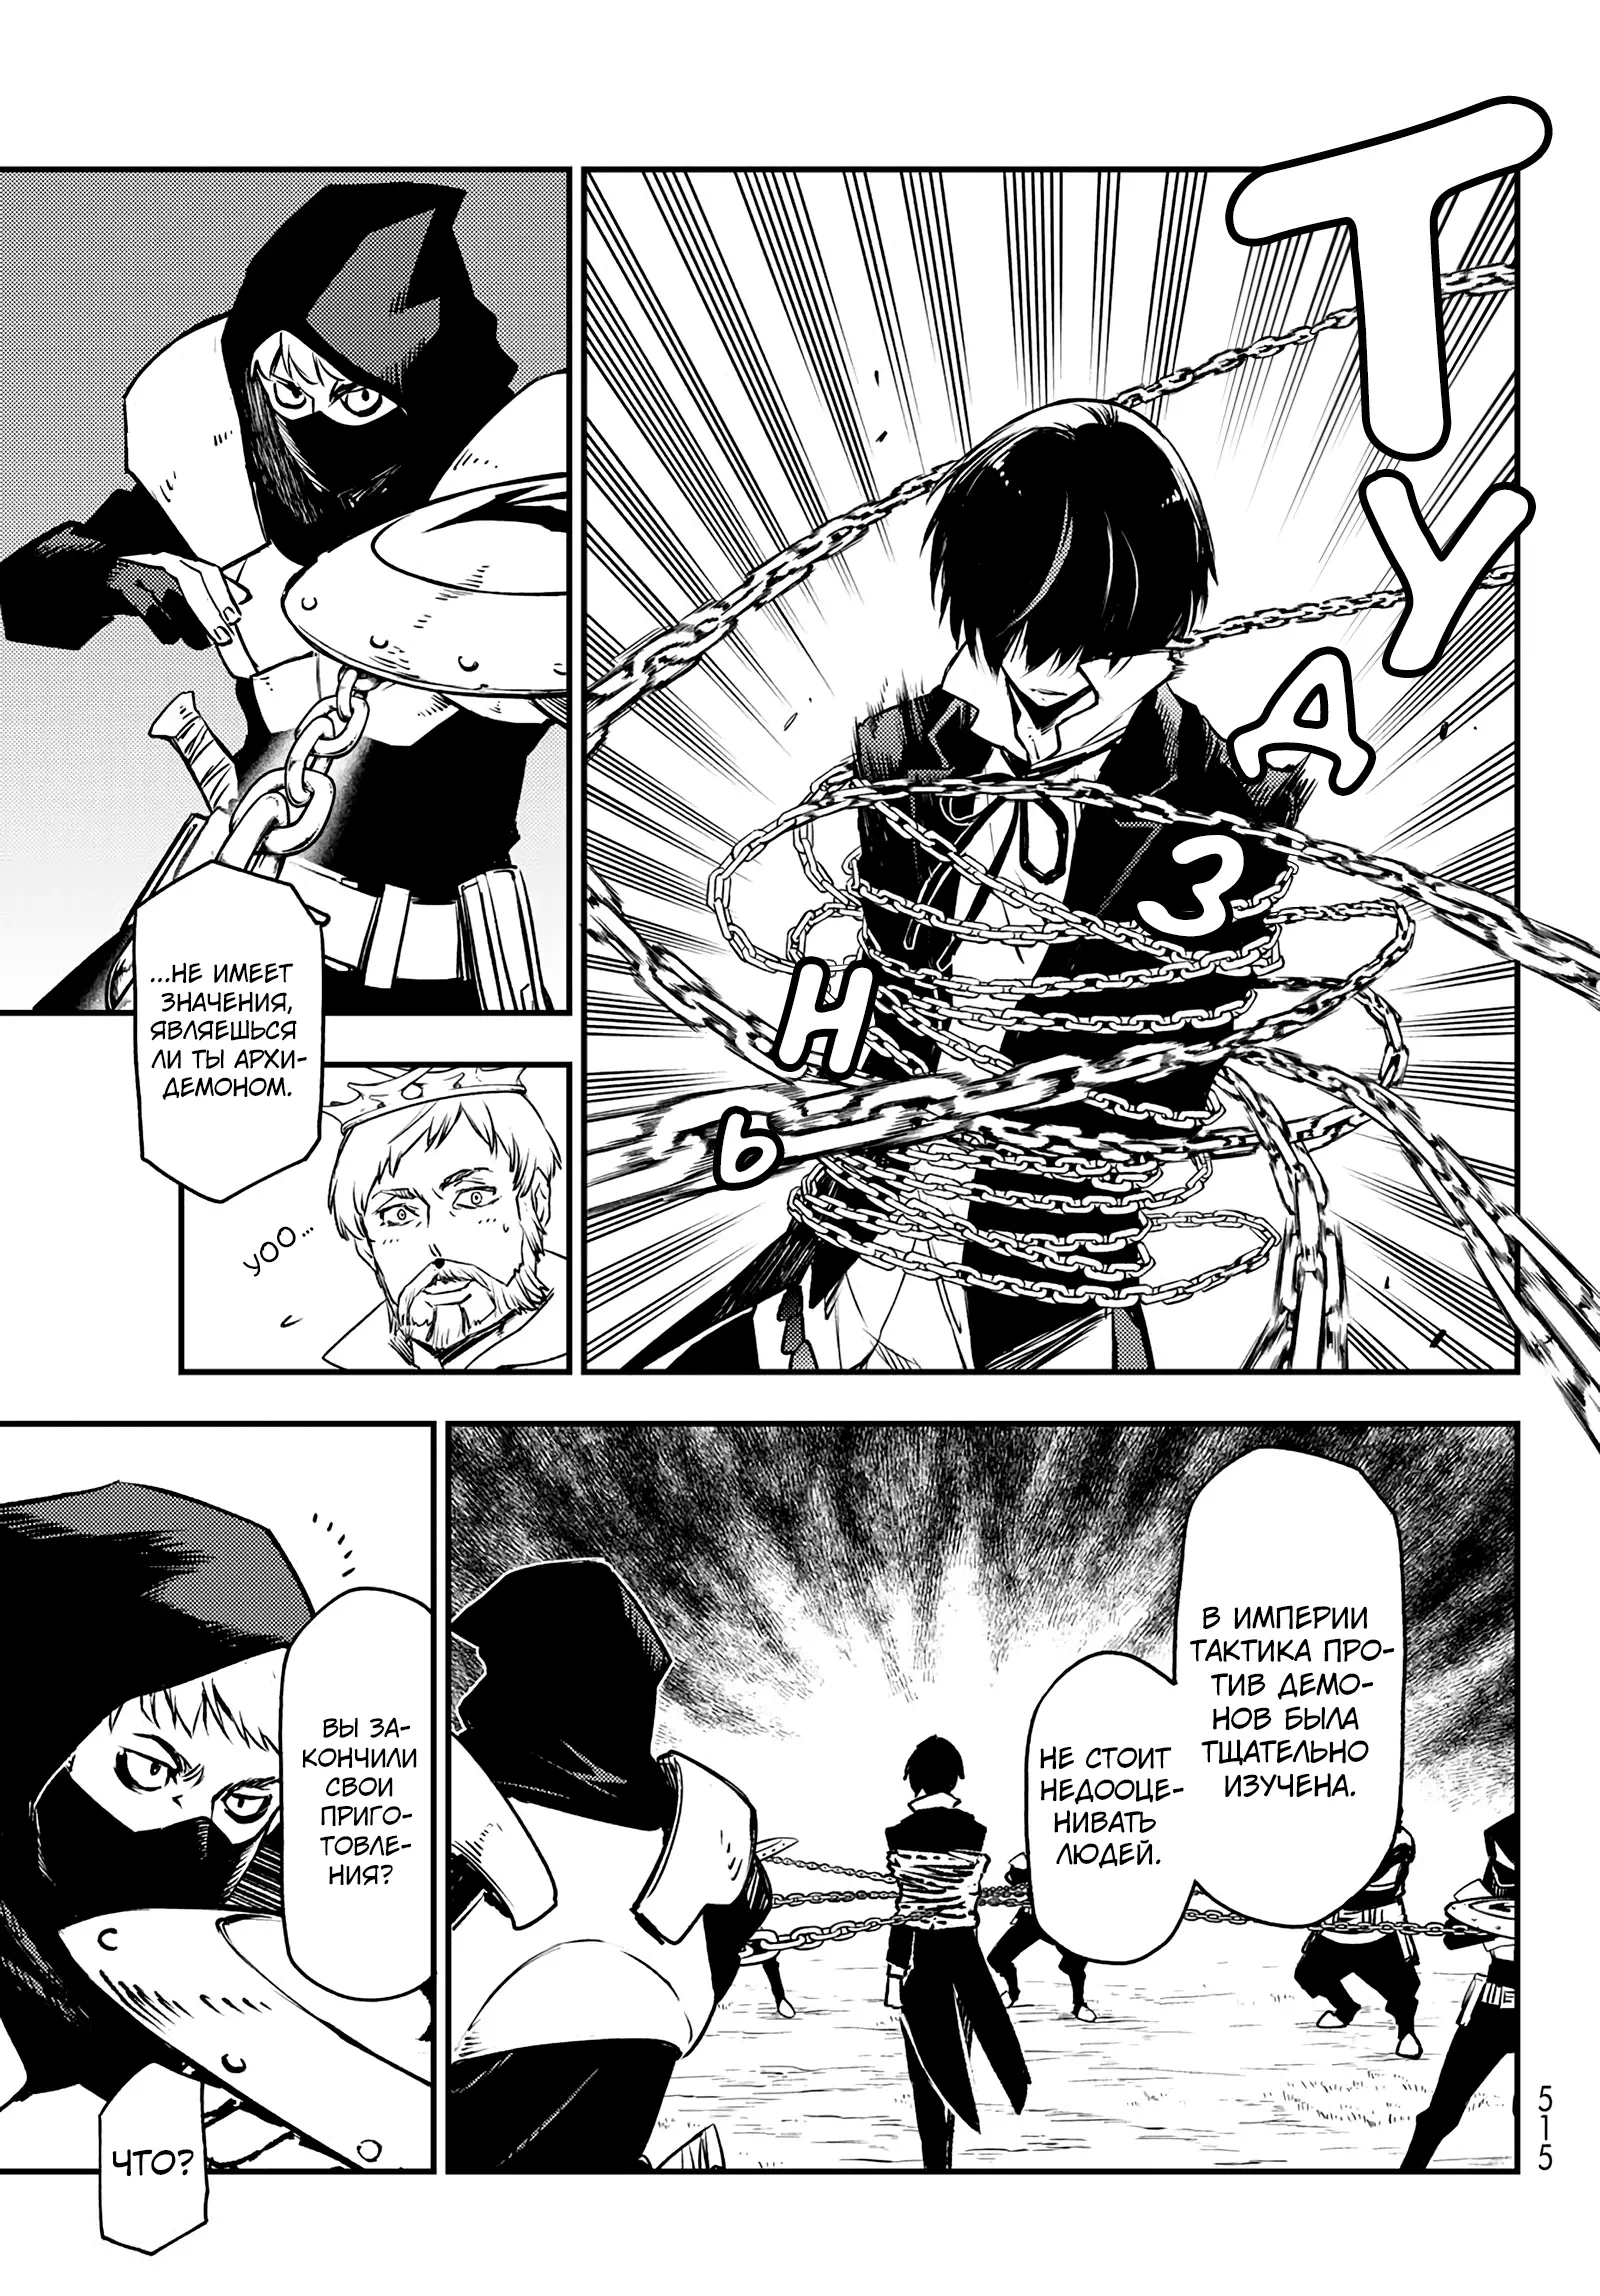 ТУДЗНЬ
...НЕ ИМЕЕТ
ЗНАЧЕНИЯ,
ЯВЛЯЕШЬСЯ
ЛИ ТЫ АРХИ-
ДЕМОНОМ.
УОО...
В ИМПЕРИИ
ТАКТИКА ПРО-
ТИВ ДЕМО-
НОВ БЫЛА
ТЩАТЕЛЬНО
ИЗУЧЕНА.
НЕ СТОИТ
НЕДООЦЕ-
НИВАТЬ
ЛЮДЕЙ.
ВЫ ЗА-
КОНЧИЛИ
СВОИ
ПРИГО-
ТОВЛЕ-
НИЯ?
ЧТО?
515